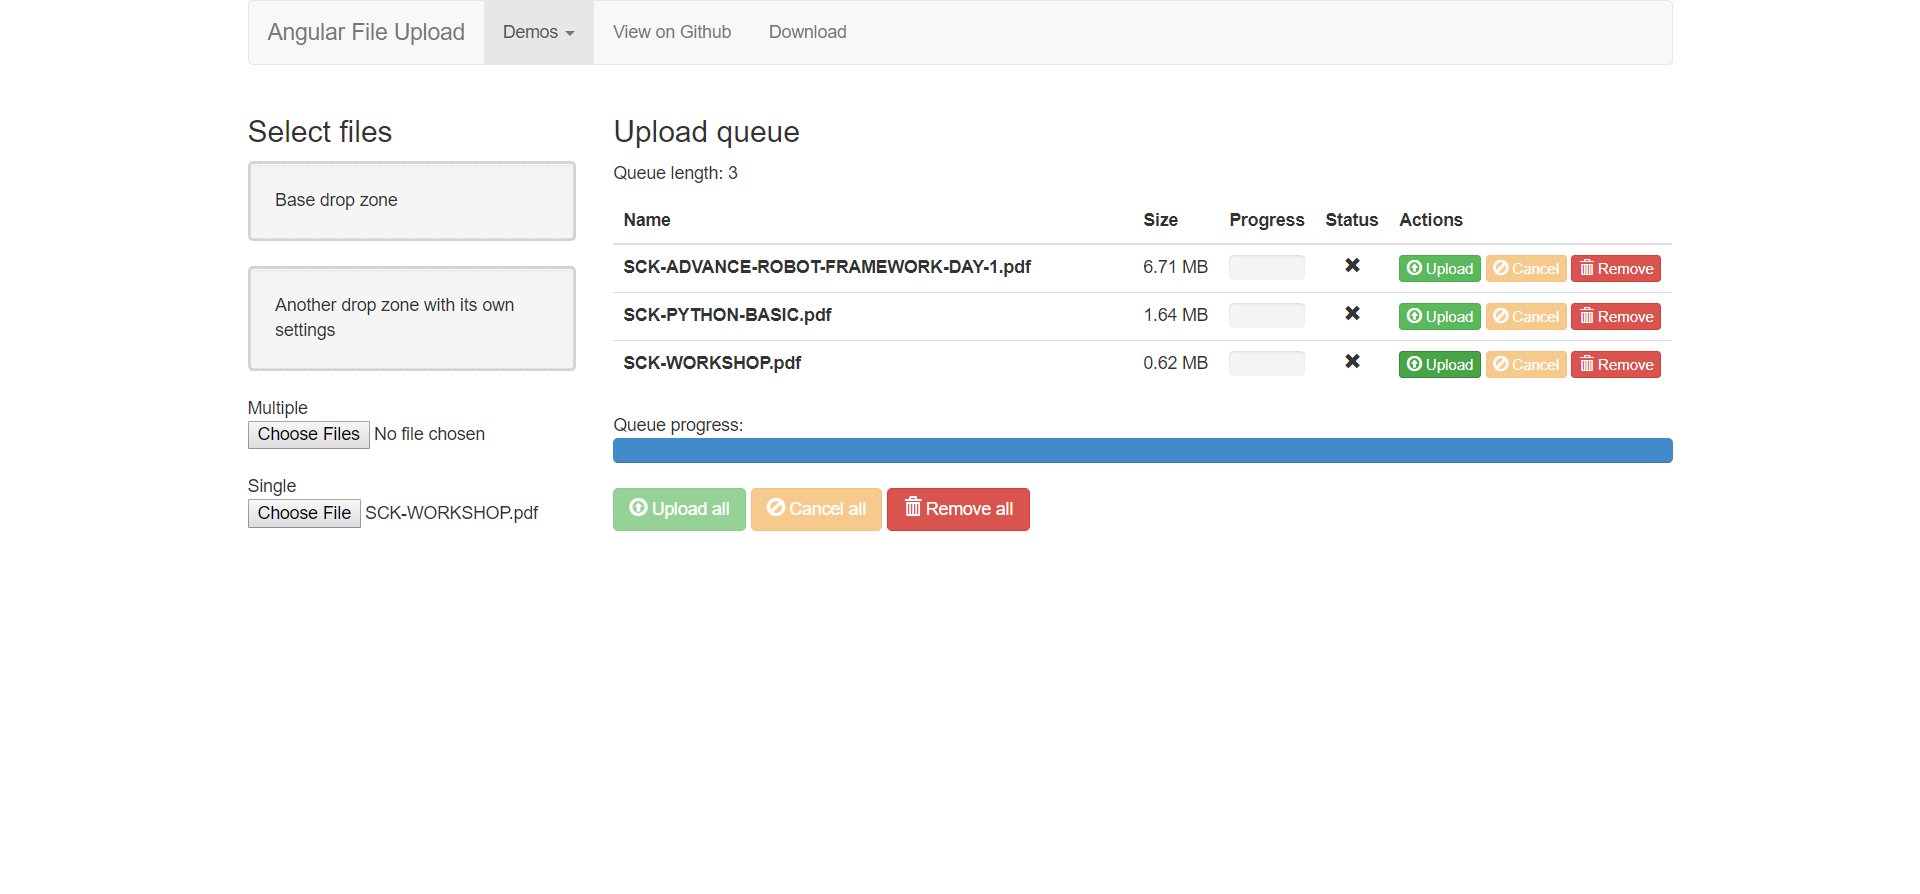 Angular File Upload Demos View on Github Download
Select files
Base drop zone
Another drop zone with its own
settings
Multiple
Choose Files No file chosen
Single
Choose File SCK-WORKSHOP.pdf
Upload queue
Queue length: 3
Name Size Progress Status Actions
SCK-ADVANCE-ROBOT-FRAMEWORK-DAY-1.pdf 6.71 MB Upload Cancel Remove
SCK-PYTHON-BASIC.pdf 1.64 MB Upload Cancel Remove
SCK-WORKSHOP.pdf 0.62 MB Upload Cancel Remove
Queue progress:
Upload all Cancel all Remove all